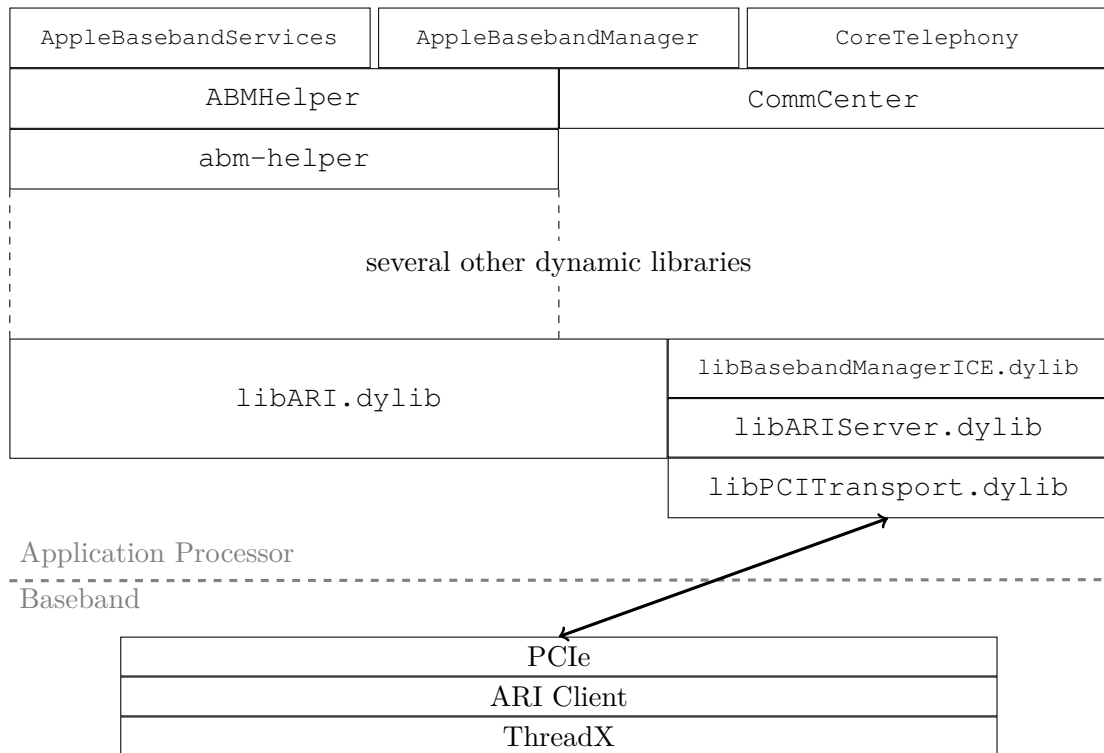 AppleBasebandServices AppleBasebandManager CoreTelephony
ABMHelper CommCenter
abm-helper
several other dynamic libraries
libARI.dylib
libBasebandManagerICE.dylib
libARIServer.dylib
libPCITransport.dylib
Application Processor
Baseband
PCIe
ARI Client
ThreadX